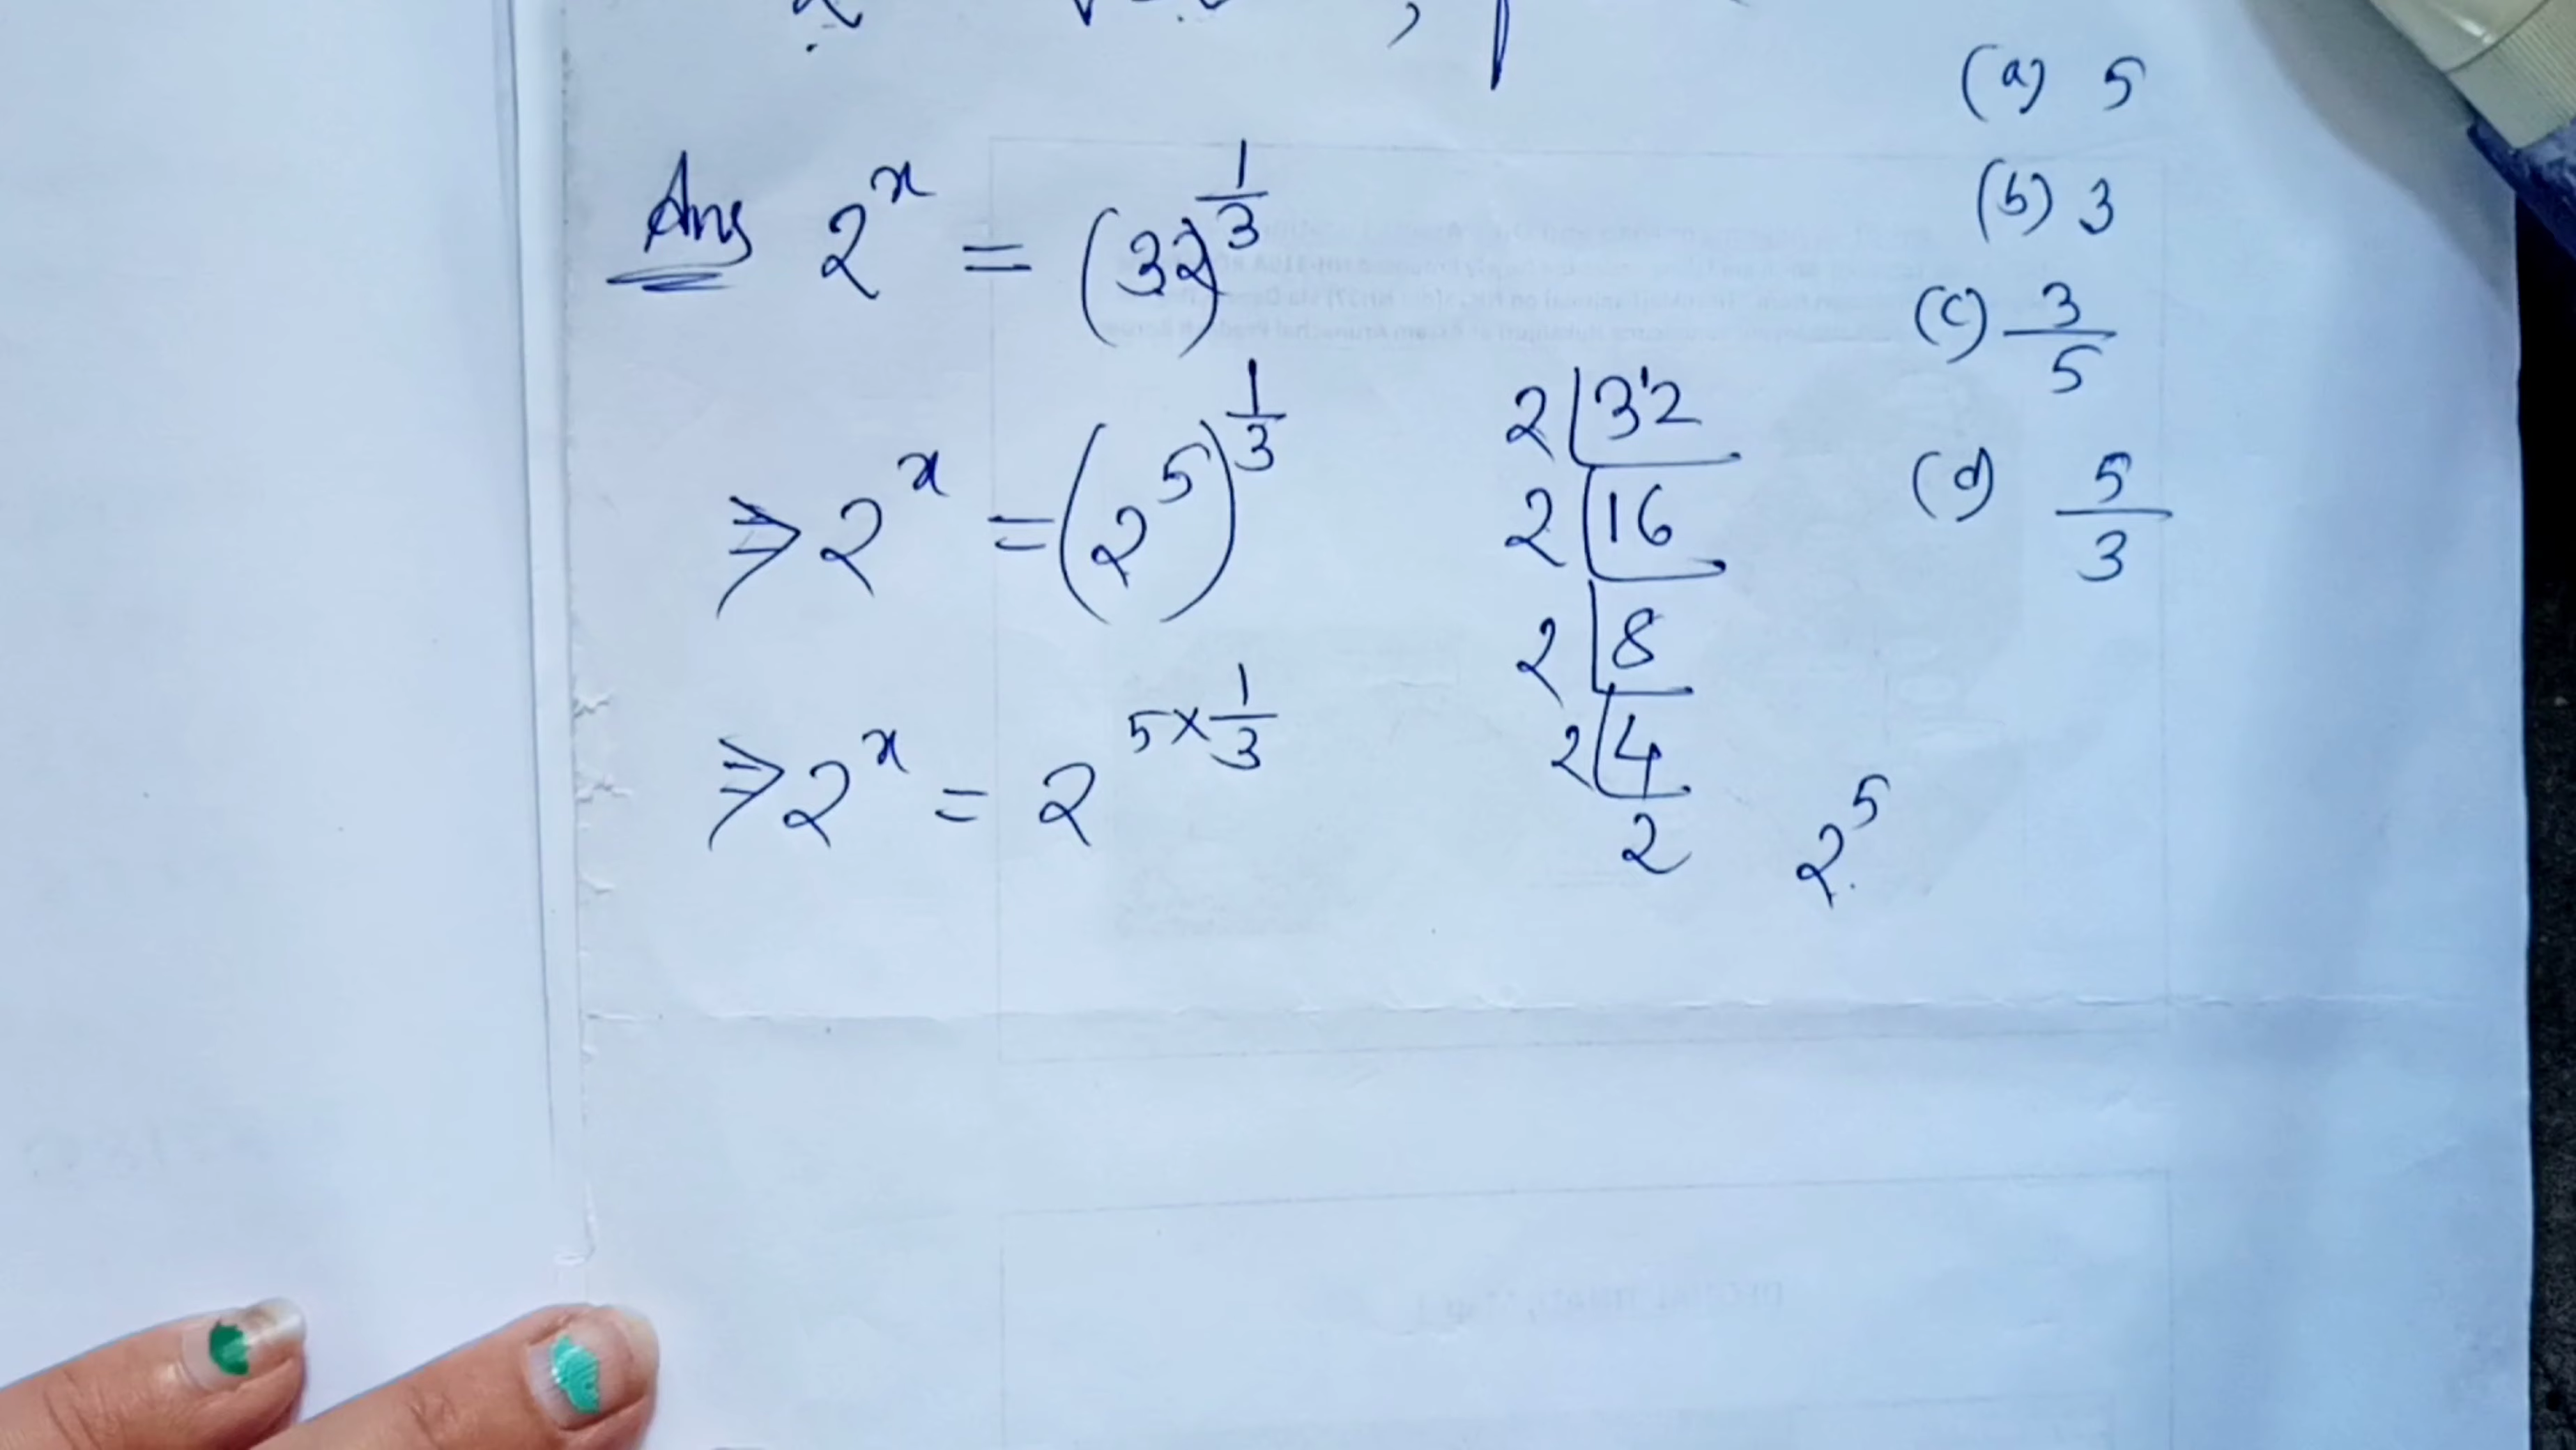 Ans 2^x = (32)^{1/3}
⇒ 2^x = (2^5)^{1/3}
⇒ 2^x = 2^{5×1/3}
2 | 32
2 | 16
2 | 8
2 | 4
2
2^5
(a) 5
(b) 3
(c) 3/5
(d) 5/3